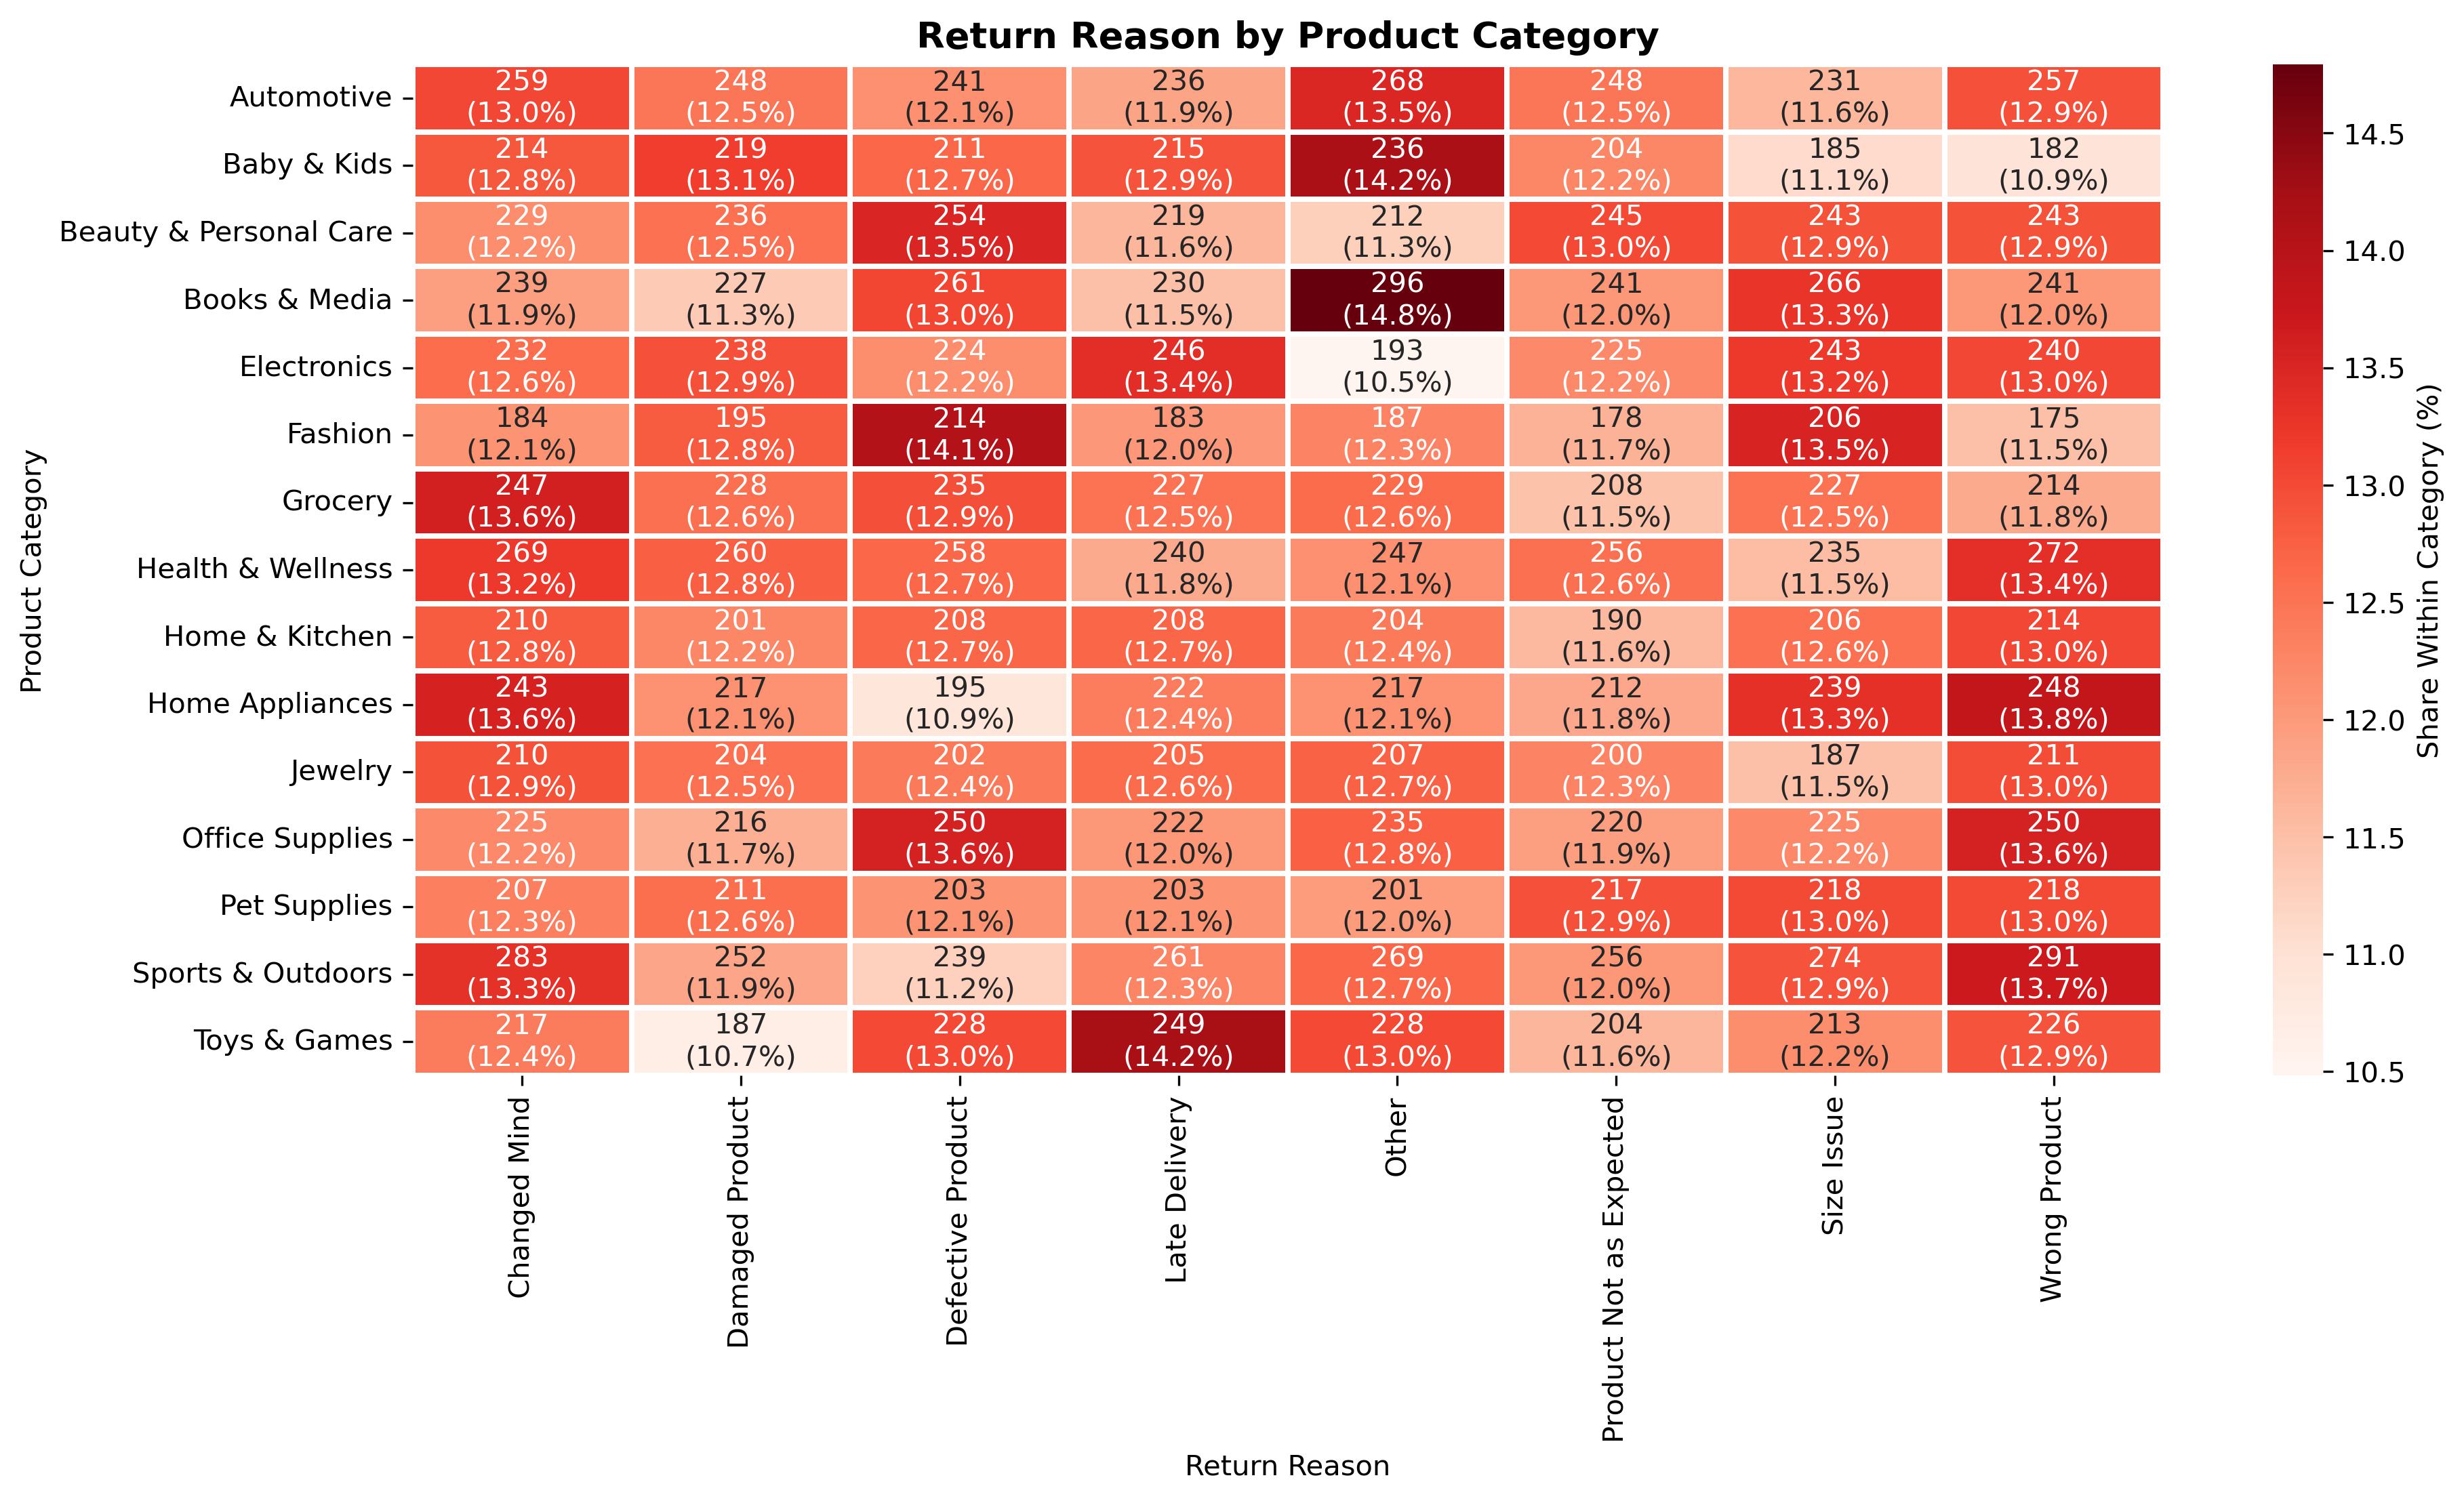 Return Reason by Product Category
Product Category
Automotive
259 248 241 236 268 248 231 257
(13.0%) (12.5%) (12.1%) (11.9%) (13.5%) (12.5%) (11.6%) (12.9%)
Baby & Kids
214 219 211 215 236 204 185 182
(12.8%) (13.1%) (12.7%) (12.9%) (14.2%) (12.2%) (11.1%) (10.9%)
Beauty & Personal Care
229 236 254 219 212 245 243 243
(12.2%) (12.5%) (13.5%) (11.6%) (11.3%) (13.0%) (12.9%) (12.9%)
Books & Media
239 227 261 230 296 241 266 241
(11.9%) (11.3%) (13.0%) (11.5%) (14.8%) (12.0%) (13.3%) (12.0%)
Electronics
232 238 224 246 193 225 243 240
(12.6%) (12.9%) (12.2%) (13.4%) (10.5%) (12.2%) (13.2%) (13.0%)
Fashion
184 195 214 183 187 178 206 175
(12.1%) (12.8%) (14.1%) (12.0%) (12.3%) (11.7%) (13.5%) (11.5%)
Grocery
247 228 235 227 229 208 227 214
(13.6%) (12.6%) (12.9%) (12.5%) (12.6%) (11.5%) (12.5%) (11.8%)
Health & Wellness
269 260 258 240 247 256 235 272
(13.2%) (12.8%) (12.7%) (11.8%) (12.1%) (12.6%) (11.5%) (13.4%)
Home & Kitchen
210 201 208 208 204 190 206 214
(12.8%) (12.2%) (12.7%) (12.7%) (12.4%) (11.6%) (12.6%) (13.0%)
Home Appliances
243 217 195 222 217 212 239 248
(13.6%) (12.1%) (10.9%) (12.4%) (12.1%) (11.8%) (13.3%) (13.8%)
Jewelry
210 204 202 205 207 200 187 211
(12.9%) (12.5%) (12.4%) (12.6%) (12.7%) (12.3%) (11.5%) (13.0%)
Office Supplies
225 216 250 222 235 220 225 250
(12.2%) (11.7%) (13.6%) (12.0%) (12.8%) (11.9%) (12.2%) (13.6%)
Pet Supplies
207 211 203 203 201 217 218 218
(12.3%) (12.6%) (12.1%) (12.1%) (12.0%) (12.9%) (13.0%) (13.0%)
Sports & Outdoors
283 252 239 261 269 256 274 291
(13.3%) (11.9%) (11.2%) (12.3%) (12.7%) (12.0%) (12.9%) (13.7%)
Toys & Games
217 187 228 249 228 204 213 226
(12.4%) (10.7%) (13.0%) (14.2%) (13.0%) (11.6%) (12.2%) (12.9%)
Changed Mind
Damaged Product
Defective Product
Late Delivery
Other
Product Not as Expected
Size Issue
Wrong Product
Return Reason
14.5
14.0
13.5
13.0
12.5
12.0
11.5
11.0
10.5
Share Within Category (%)